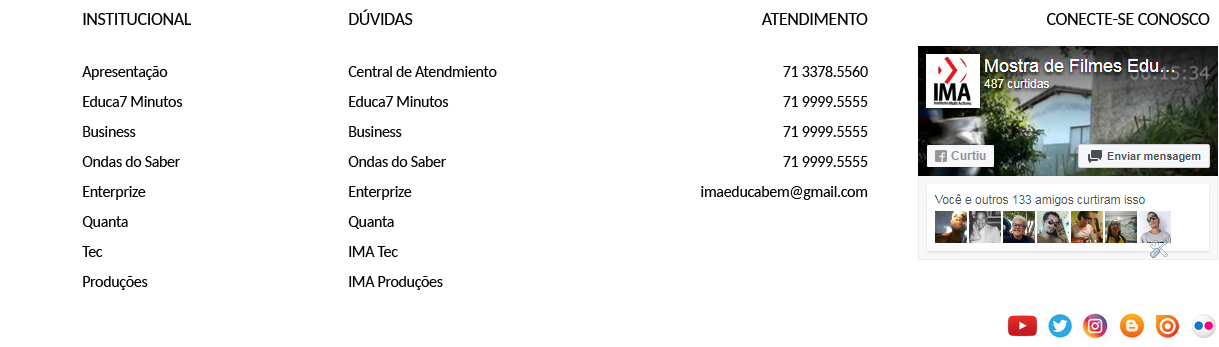 INSTITUCIONAL
Apresentação
Educa7 Minutos
Business
Ondas do Saber
Enterprize
Quanta
Tec
Produções
DÚVIDAS
Central de Atendmiento
Educa7 Minutos
Business
Ondas do Saber
Enterprize
Quanta
IMA Tec
IMA Produções
ATENDIMENTO
71 3378.5560
71 9999.5555
71 9999.5555
71 9999.5555
imaeducabem@gmail.com
CONECTE-SE CONOSCO
IMA
Mostra de Filmes Edu...
487 curtidas
15:34
Curtiu
Enviar mensagem
Você e outros 133 amigos curtiram isso